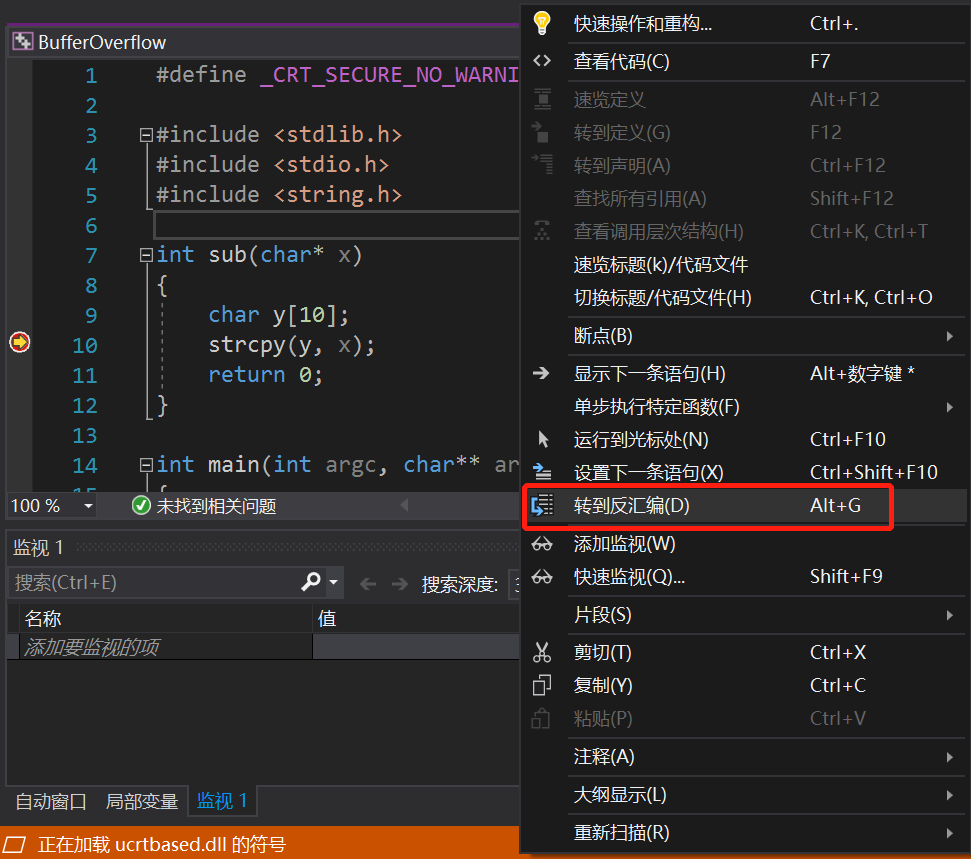 BufferOverflow
1 #define _CRT_SECURE_NO_WARNI
2
3 #include <stdlib.h>
4 #include <stdio.h>
5 #include <string.h>
6
7 int sub(char* x)
8 {
9 char y[10];
10 strcpy(y, x);
11 return 0;
12 }
13
14 int main(int argc, char** ar
100 % 未找到相关问题
监视 1
搜索(Ctrl+E) 搜索深度:
名称 值
添加要监视的项
自动窗口 局部变量 监视 1
正在加载 ucrtbased.dll 的符号
快速操作和重构... Ctrl+.
查看代码(C) F7
速览定义 Alt+F12
转到定义(G) F12
转到声明(A) Ctrl+F12
查找所有引用(A) Shift+F12
查看调用层次结构(H) Ctrl+K, Ctrl+T
速览标题(k)/代码文件
切换标题/代码文件(H) Ctrl+K, Ctrl+O
断点(B)
显示下一条语句(H) Alt+数字键 *
单步执行特定函数(F)
运行到光标处(N) Ctrl+F10
设置下一条语句(X) Ctrl+Shift+F10
转到反汇编(D) Alt+G
添加监视(W)
快速监视(Q)... Shift+F9
片段(S)
剪切(T) Ctrl+X
复制(Y) Ctrl+C
粘贴(P) Ctrl+V
注释(A)
大纲显示(L)
重新扫描(R)